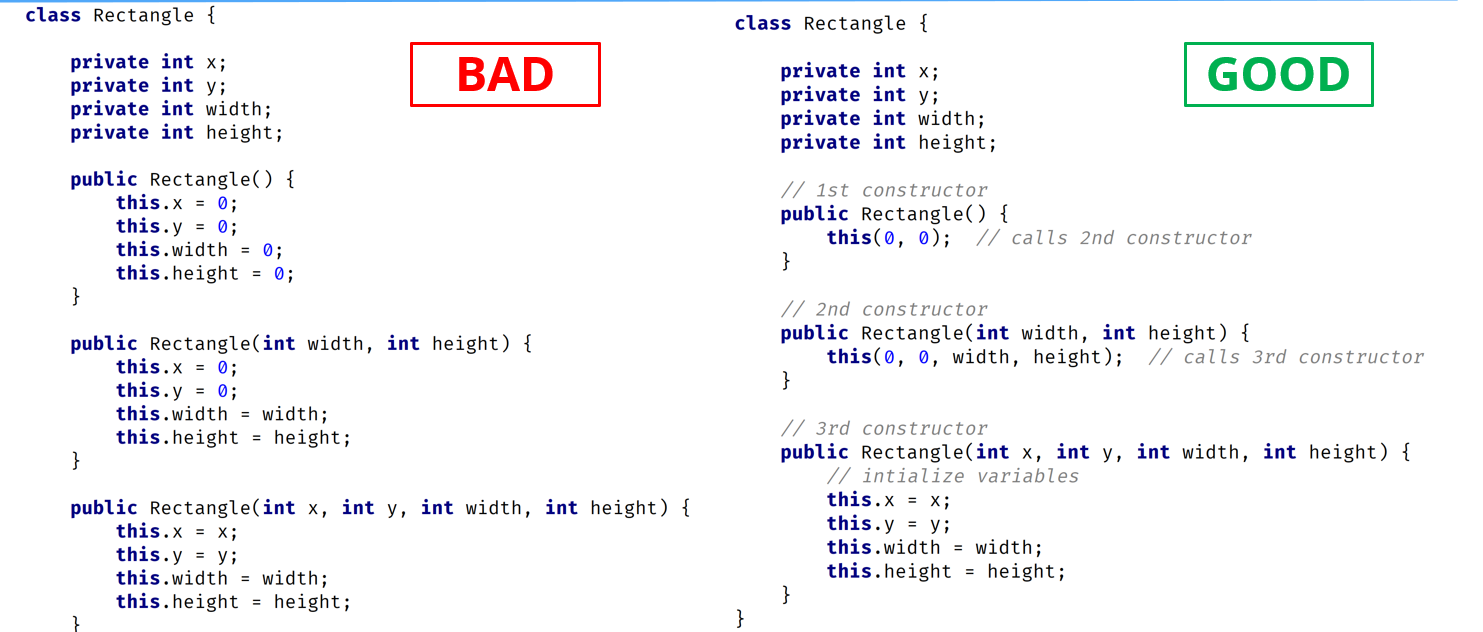 class Rectangle {
private int x;
private int y;
private int width;
private int height;
public Rectangle() {
this.x = 0;
this.y = 0;
this.width = 0;
this.height = 0;
}
public Rectangle(int width, int height) {
this.x = 0;
this.y = 0;
this.width = width;
this.height = height;
}
public Rectangle(int x, int y, int width, int height) {
this.x = x;
this.y = y;
this.width = width;
this.height = height;
}
BAD
class Rectangle {
private int x;
private int y;
private int width;
private int height;
// 1st constructor
public Rectangle() {
this(0, 0); // calls 2nd constructor
}
// 2nd constructor
public Rectangle(int width, int height) {
this(0, 0, width, height); // calls 3rd constructor
}
// 3rd constructor
public Rectangle(int x, int y, int width, int height) {
// intialize variables
this.x = x;
this.y = y;
this.width = width;
this.height = height;
}
}
GOOD